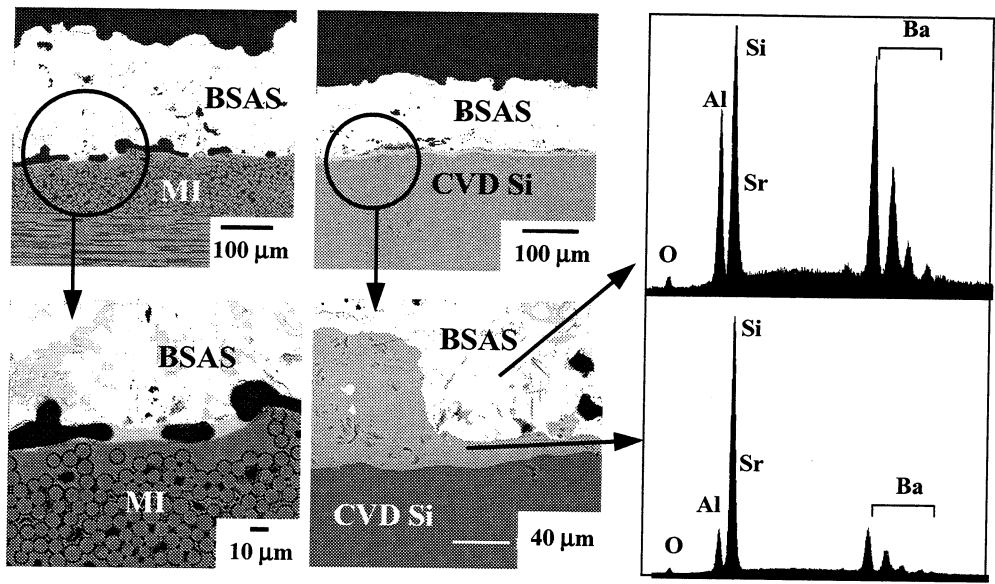 BSAS
MI
100 μm
BSAS
CVD Si
100 μm
BSAS
MI
10 μm
BSAS
CVD Si
40 μm
Ba
Si
Al
Sr
O
Si
Sr
Al
Ba
O